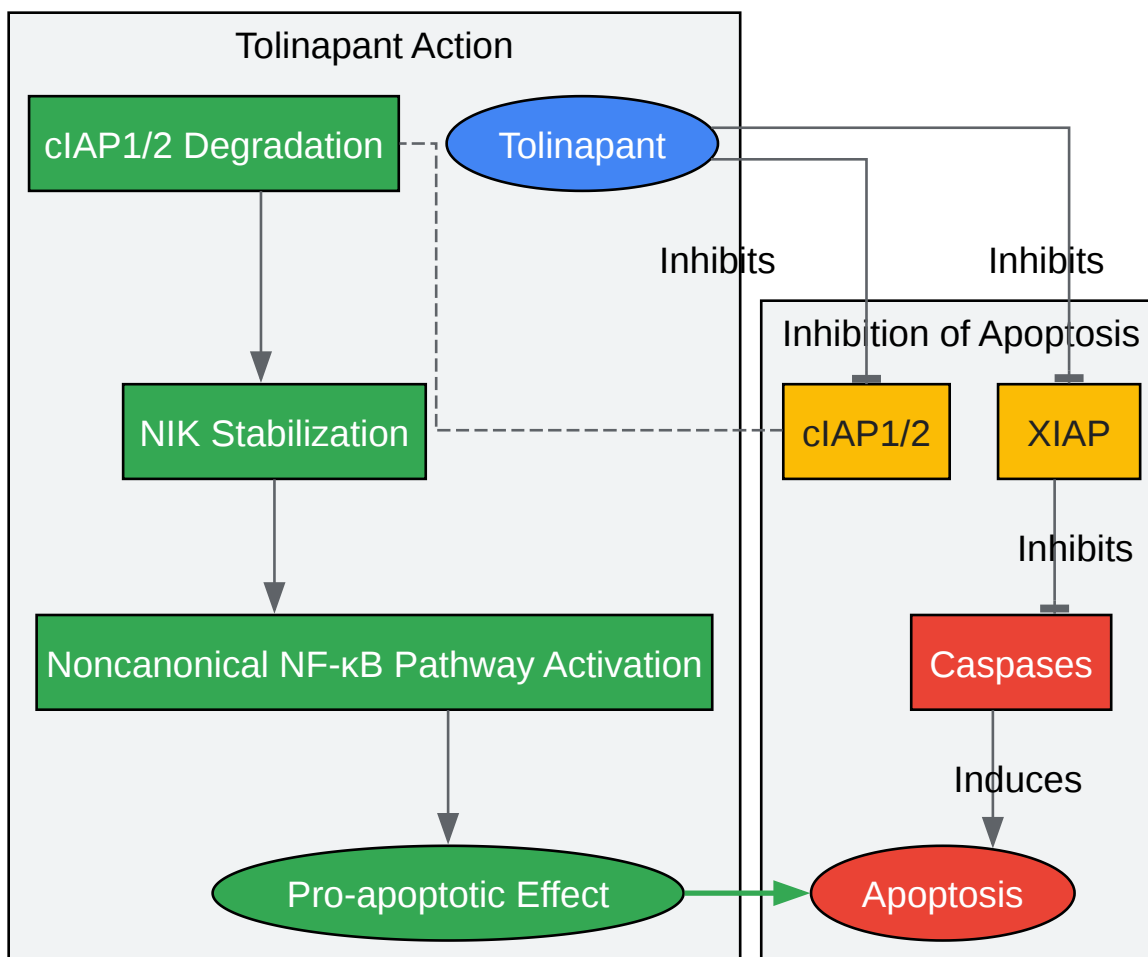 Tolinapant Action
cIAP1/2 Degradation
Tolinapant
Inhibits
Inhibits
Inhibition of Apoptosis
NIK Stabilization
cIAP1/2
XIAP
Inhibits
Noncanonical NF-κB Pathway Activation
Caspases
Induces
Pro-apoptotic Effect
Apoptosis